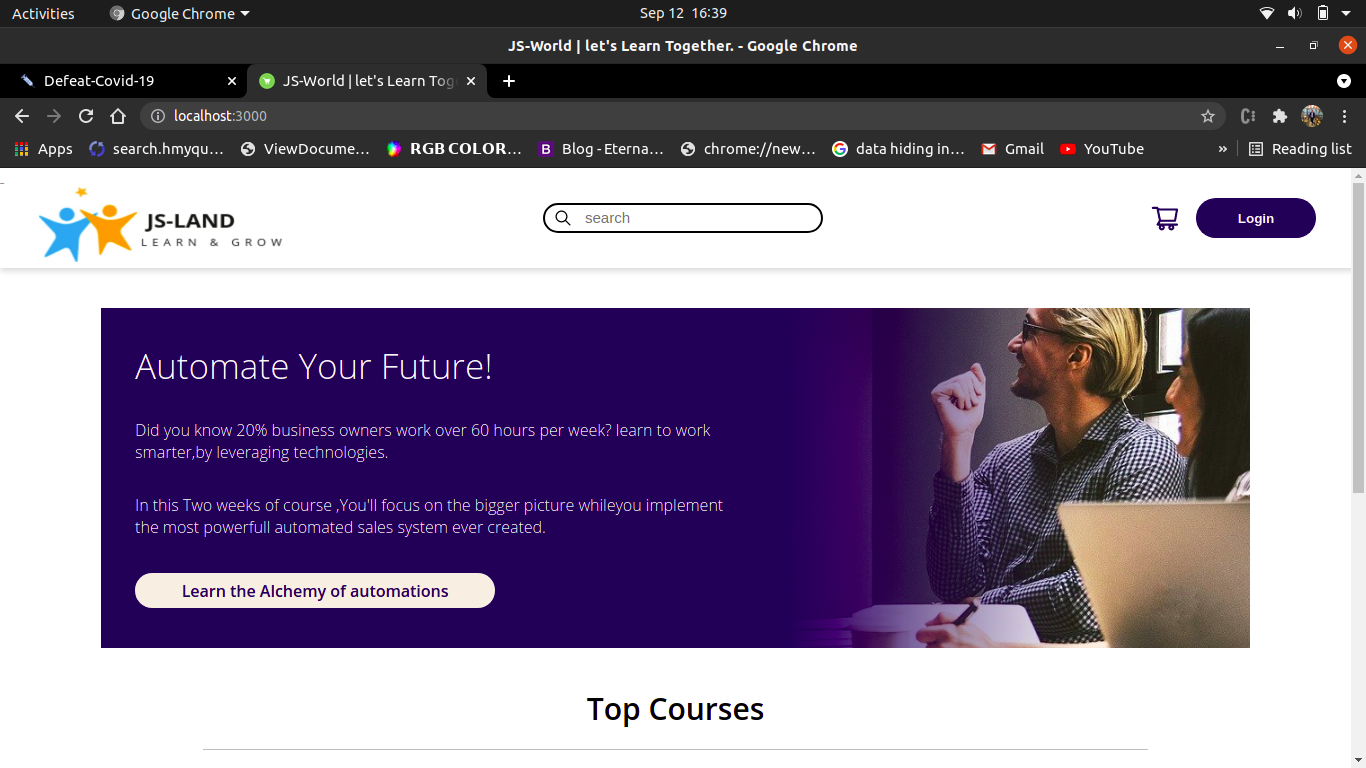 Activities Google Chrome Sep 12 16:39
JS-World | let's Learn Together. - Google Chrome
Defeat-Covid-19 JS-World | let's Learn Tog
localhost:3000
Apps search.hmyqu... ViewDocume... RGB COLOR... Blog - Eterna... chrome://new... data hiding in... Gmail YouTube » Reading list
JS-LAND
LEARN & GROW
search
Login
Automate Your Future!
Did you know 20% business owners work over 60 hours per week? learn to work
smarter,by leveraging technologies.
In this Two weeks of course ,You'll focus on the bigger picture whileyou implement
the most powerfull automated sales system ever created.
Learn the Alchemy of automations
Top Courses